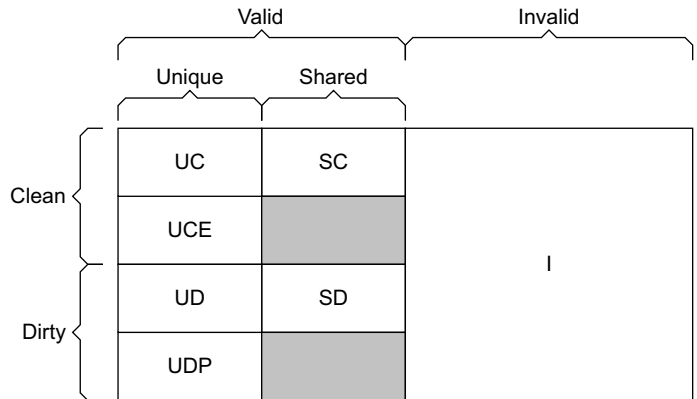 Valid Invalid
Unique Shared
UC SC
Clean
UCE
I
UD SD
Dirty
UDP